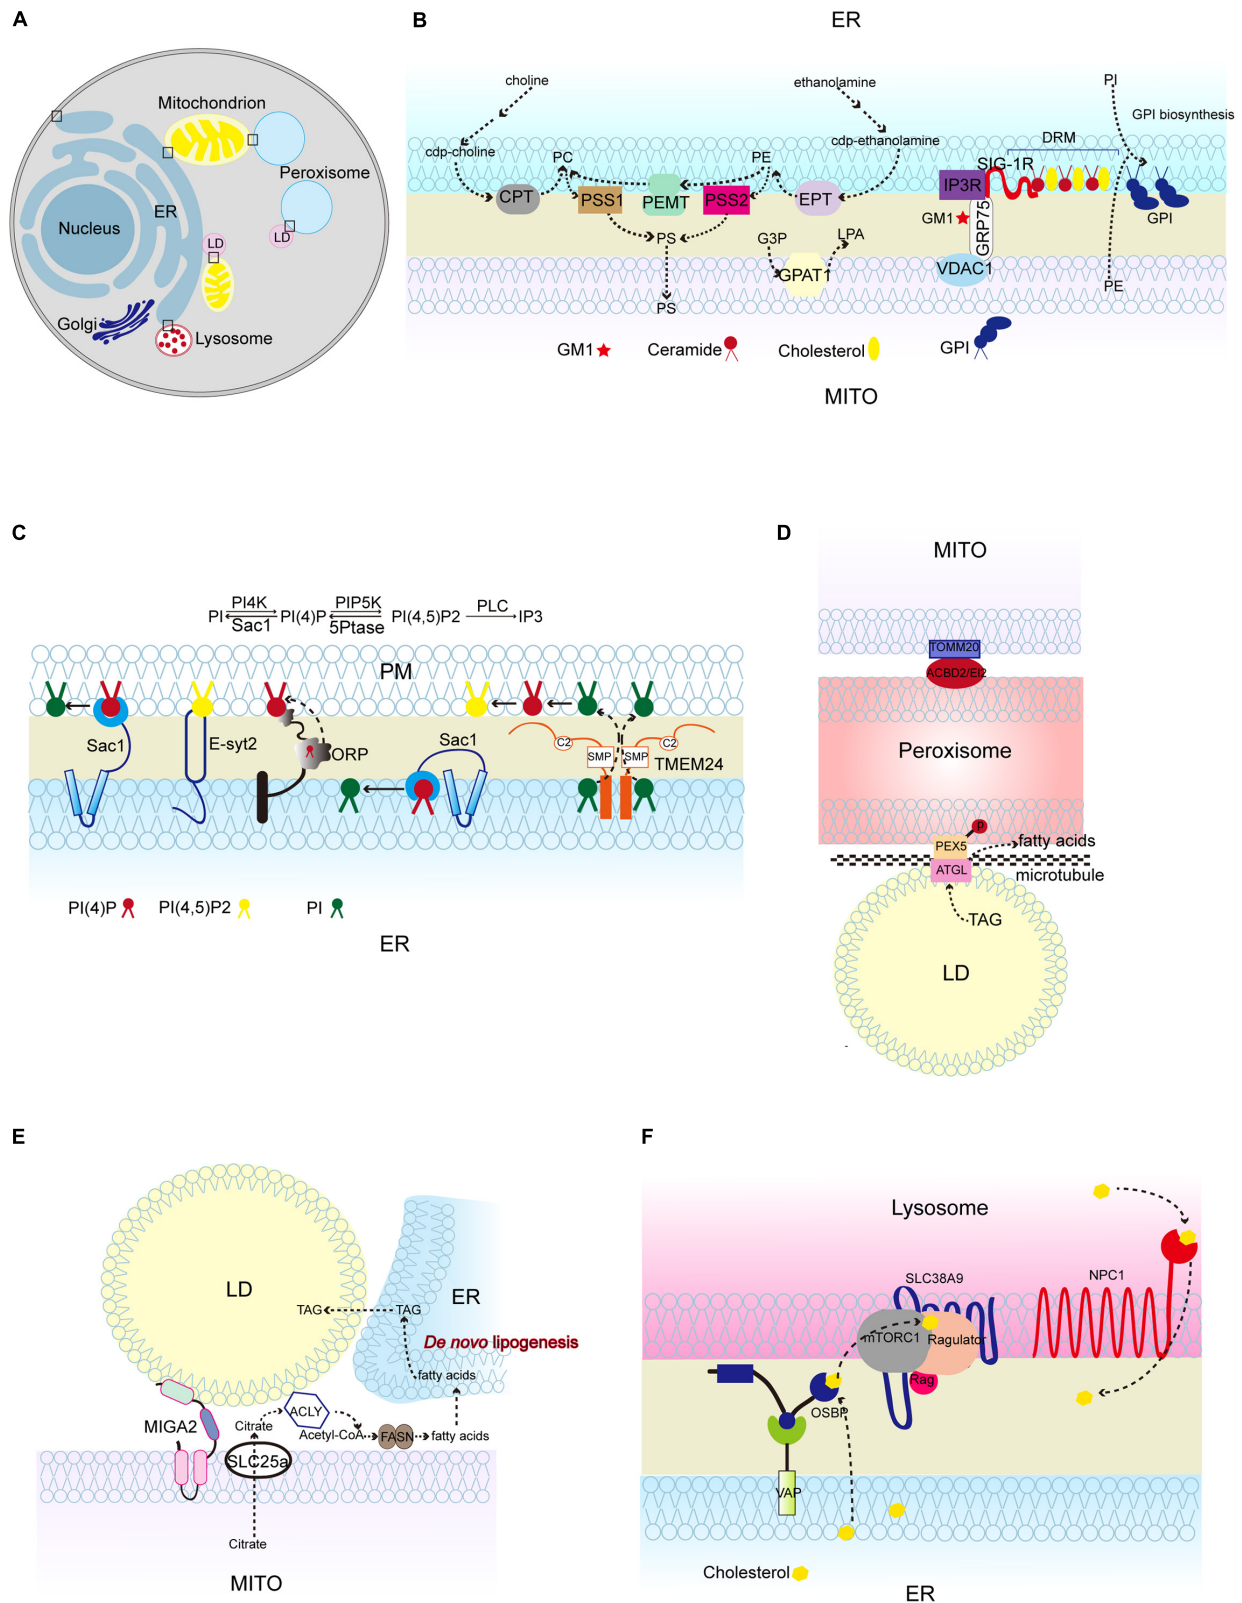 A
Mitochondrion
Peroxisome
ER
Nucleus
LD
LD
Golgi
Lysosome
B
ER
choline
ethanolamine
PI
GPI biosynthesis
DRM
cdp-choline
cdp-ethanolamine
PC
PE
SIG-1R
IP3R
CPT
PSS1
PEMT
PSS2
EPT
GM1
GRP75
GPI
PS
G3P
LPA
GPAT1
VDAC1
PE
PS
GM1
Ceramide
Cholesterol
GPI
MITO
C
PI
PI4K
Sac1
PI(4)P
PIP5K
5Ptase
PI(4,5)P2
PLC
IP3
PM
Sac1
E-syt2
ORP
Sac1
C2
SMP
SMP
C2
TMEM24
PI(4)P
PI(4,5)P2
PI
ER
D
MITO
TOMM20
ACBD2/EI2
Peroxisome
P
PEX5
fatty acids
ATGL
microtubule
TAG
LD
E
LD
ER
TAG
TAG
De novo lipogenesis
fatty acids
MIGA2
Citrate
ACLY
Acetyl-CoA
FASN
fatty acids
SLC25a
Citrate
MITO
F
Lysosome
SLC38A9
NPC1
mTORC1
Ragulator
Rag
OSBP
VAP
Cholesterol
ER